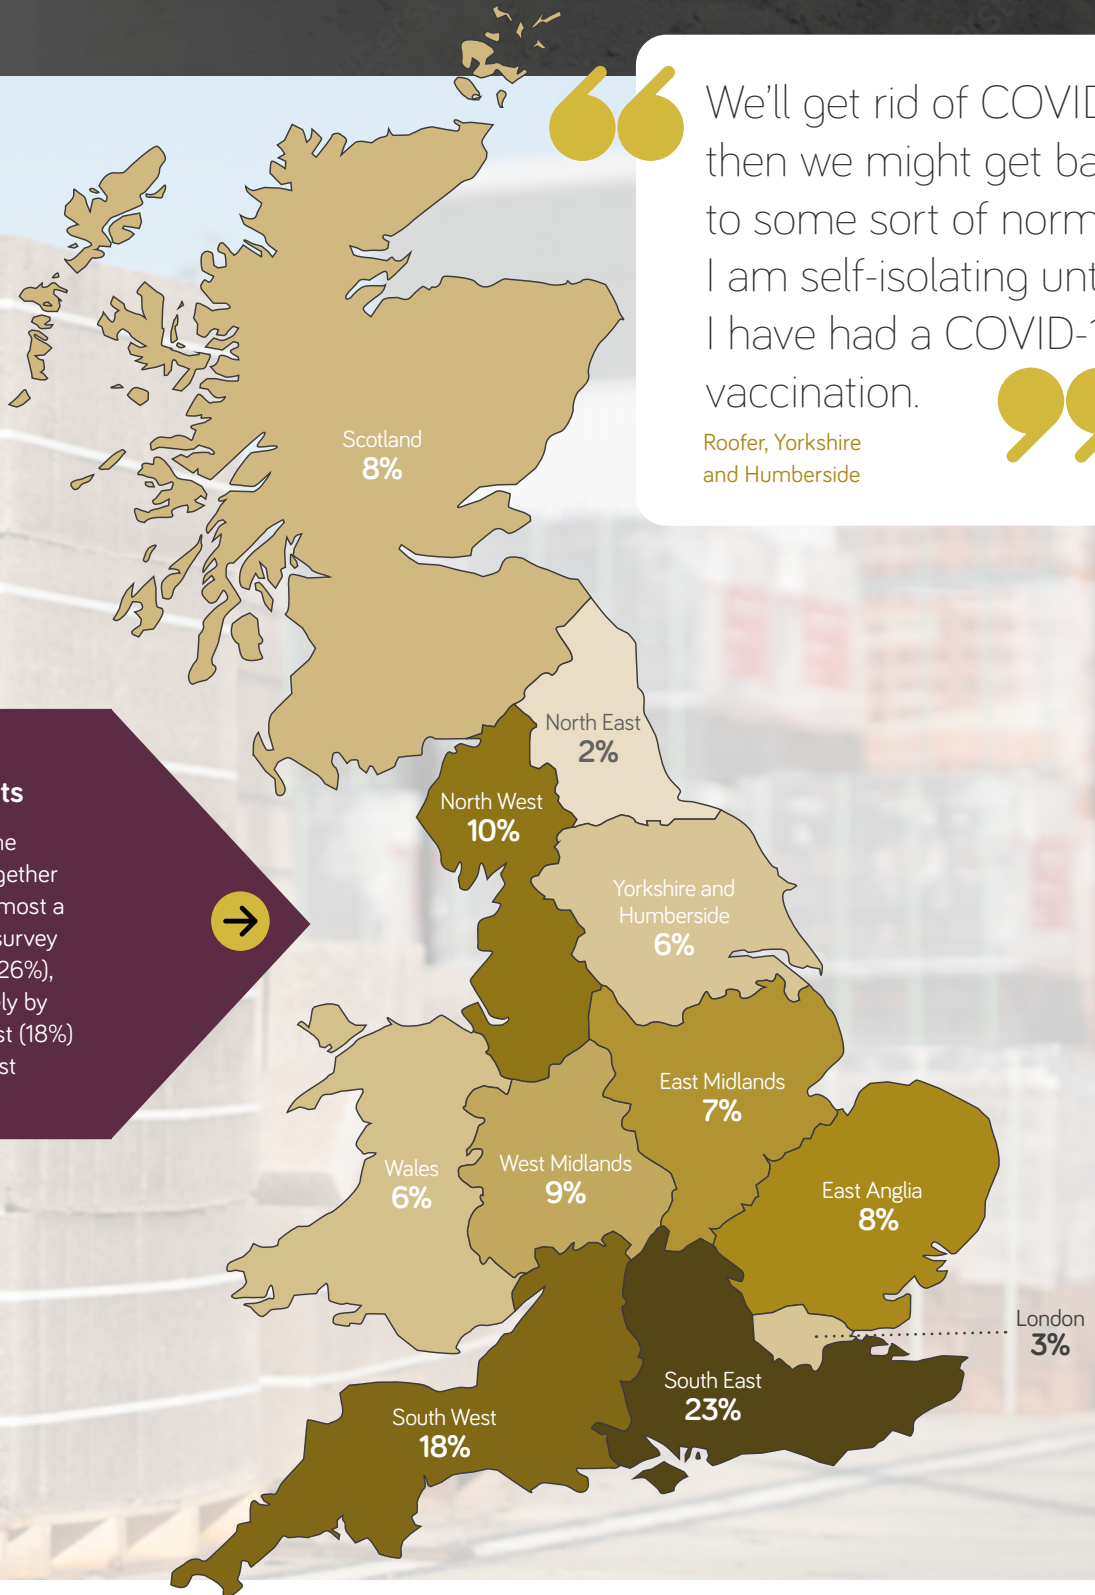 We'll get rid of COVID
then we might get ba
to some sort of norm
I am self-isolating unt
I have had a COVID-1
vaccination.
Roofer, Yorkshire
and Humberside
Scotland
8%
North East
2%
North West
10%
Yorkshire and
Humberside
6%
ts
ne
gether
most a
survey
26%),
ly by
st (18%)
st
East Midlands
7%
Wales
6%
West Midlands
9%
East Anglia
8%
London
3%
South East
23%
South West
18%